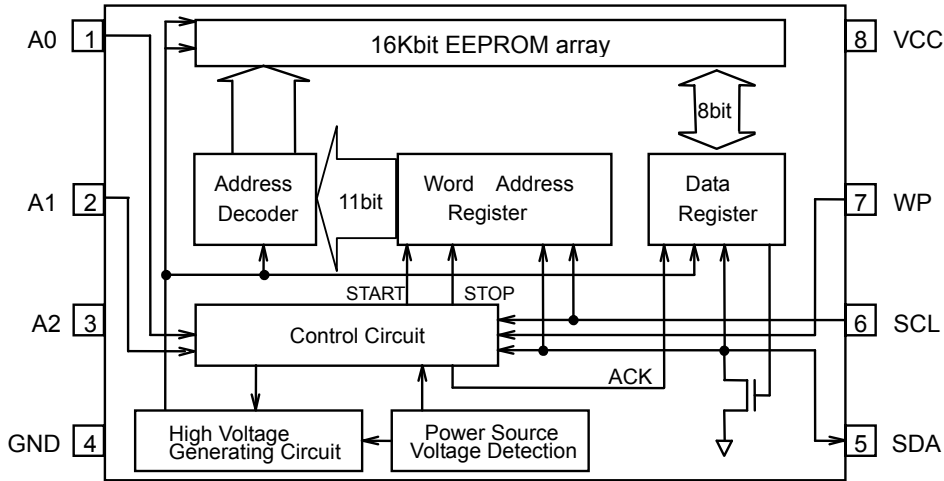 16Kbit EEPROM array
A0 1
8 VCC
8bit
A1 2
Address
Decoder
11bit
Word Address
Register
Data
Register
7 WP
START
STOP
A2 3
Control Circuit
6 SCL
ACK
GND 4
High Voltage
Generating Circuit
Power Source
Voltage Detection
5 SDA